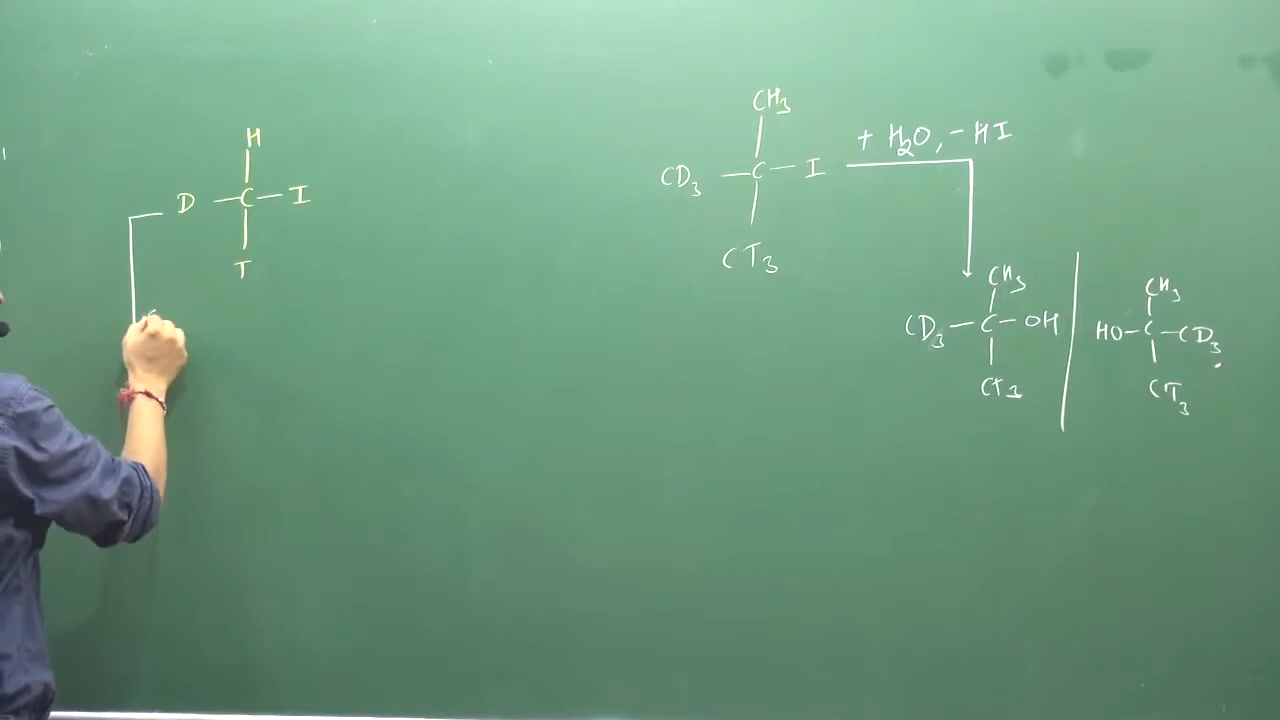 H
D - C - I
T
CH3
CD3 - C - I
CT3
+ H2O, - HI
CH3
CD3 - C - OH
CT3
CH3
HO - C - CD3
CT3